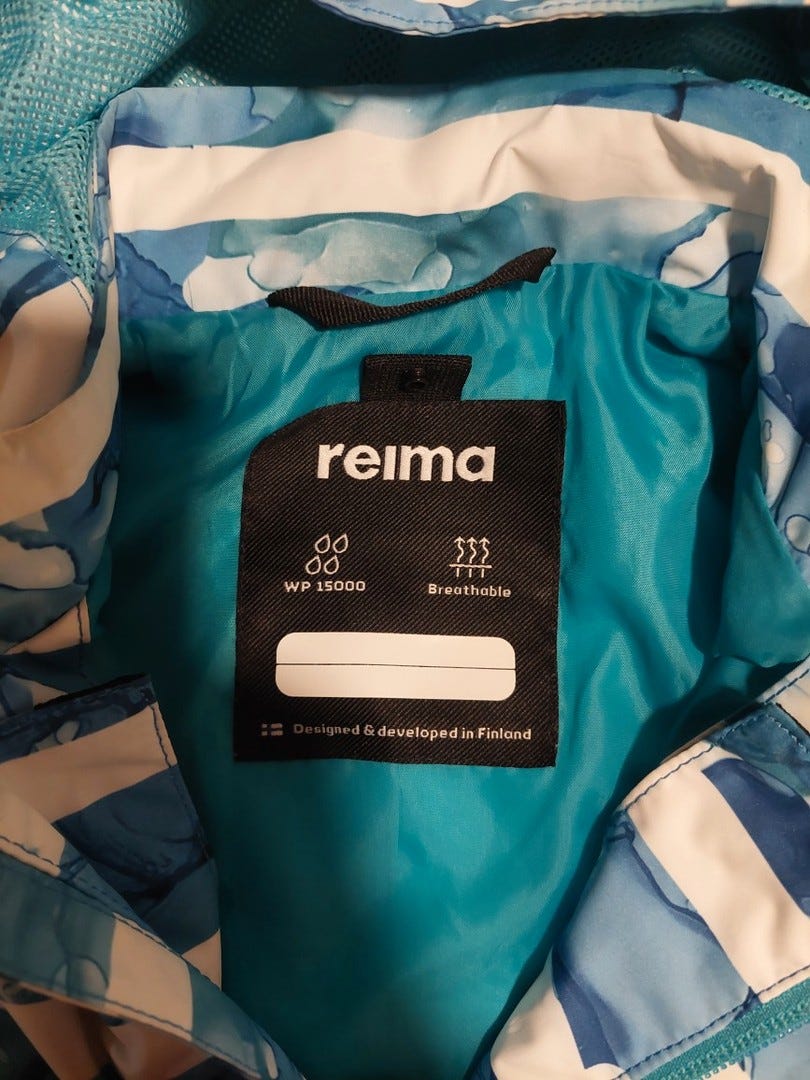 reima
WP 15000
Breathable
Designed & developed in Finland